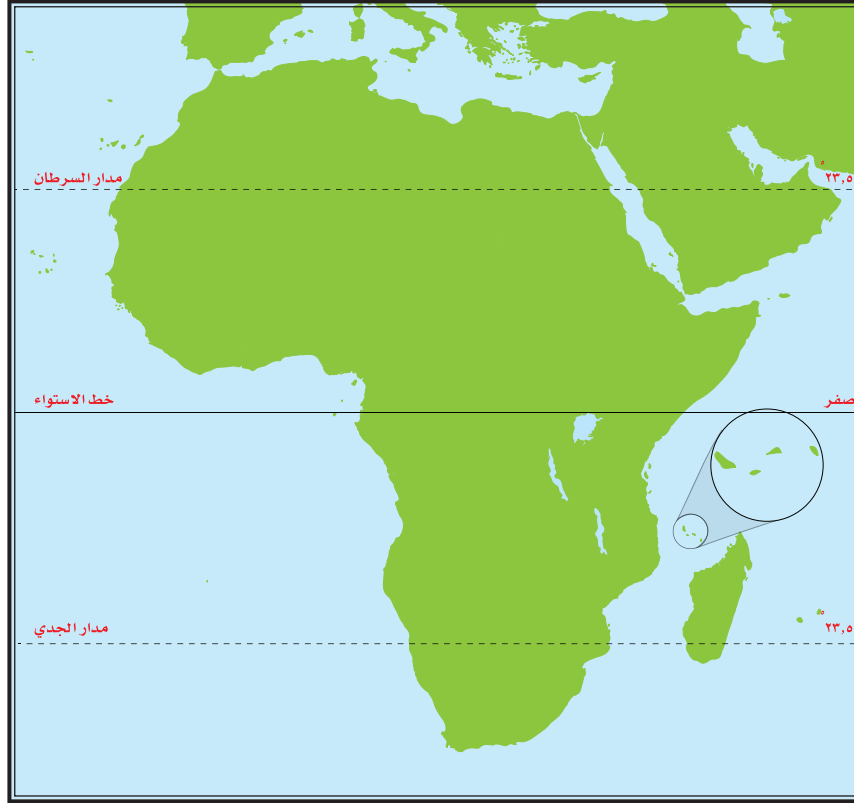 مدار السرطان
٢٣,٥
خط الاستواء
صفر
مدار الجدي
٢٣,٥